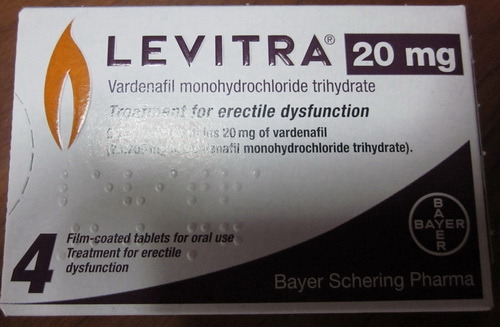 LEVITRA® 20 mg
Vardenafil monohydrochloride trihydrate
Treatment for erectile dysfunction
20 mg of vardenafil
monohydrochloride trihydrate).
BAYER
BAYER
4
Film-coated tablets for oral use
Treatment for erectile
dysfunction
Bayer Schering Pharma